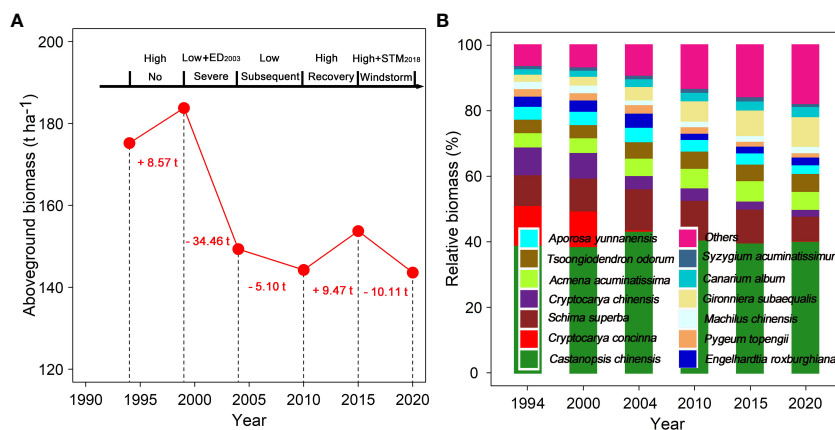 A
200
180
160
140
120
Aboveground biomass (t ha⁻¹)
High Low+ED2003 Low High High+STM2018
No Severe Subsequent Recovery Windstorm
+ 8.57 t
- 34.46 t
- 5.10 t
+ 9.47 t
- 10.11 t
1990 1995 2000 2005 2010 2015 2020
Year
B
100
80
60
40
20
0
Relative biomass (%)
Aporosa yunnanensis
Tsoongiodendron odorum
Acmena acuminatissima
Cryptocarya chinensis
Schima superba
Cryptocarya concinna
Castanopsis chinensis
Others
Syzygium acuminatissimum
Canarium album
Gironniera subaequalis
Machilus chinensis
Pygeum topengii
Engelhardtia roxburghiana
1994 2000 2004 2010 2015 2020
Year